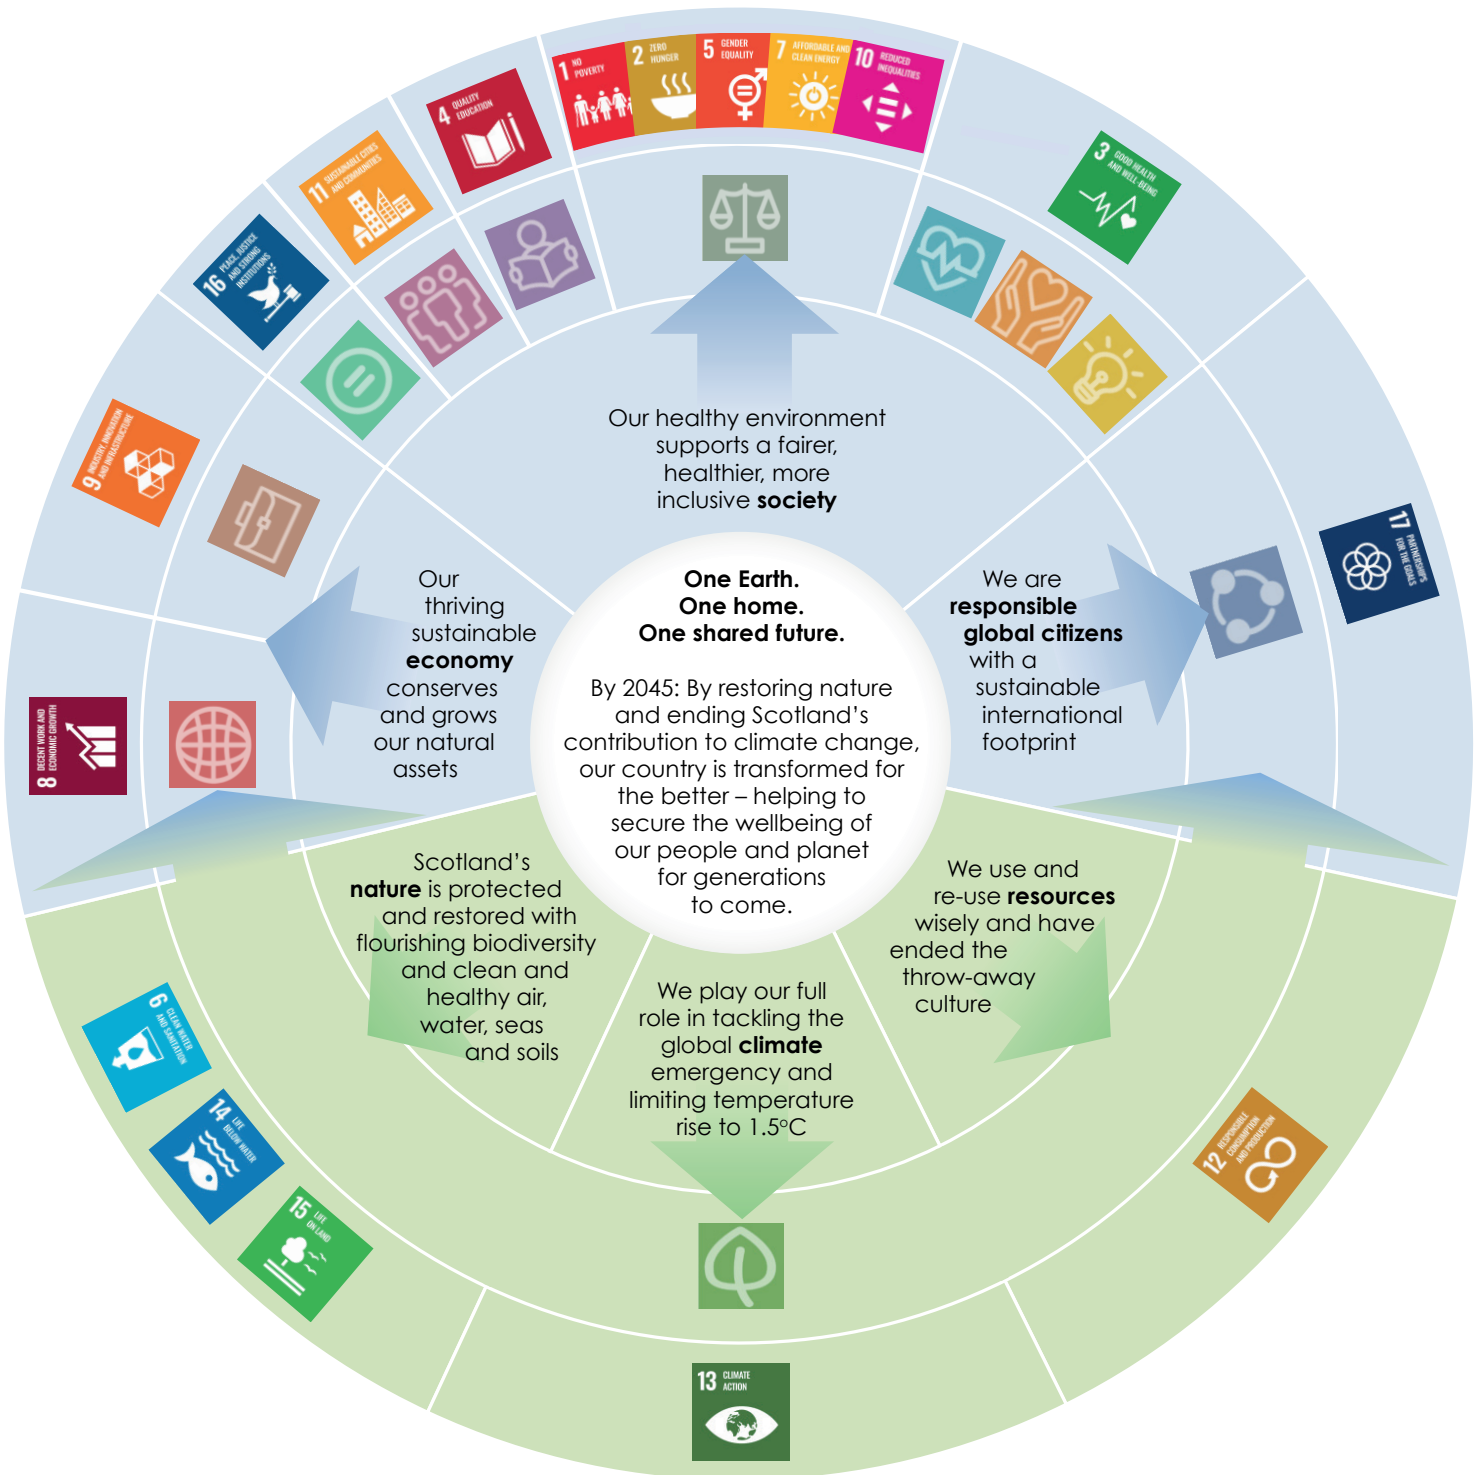 1 NO
POVERTY
2 ZERO
HUNGER
5 GENDER
EQUALITY
7 AFFORDABLE AND
CLEAN ENERGY
10 REDUCED
INEQUALITIES
4 QUALITY
EDUCATION
3 GOOD HEALTH
AND WELL-BEING
11 SUSTAINABLE CITIES
AND COMMUNITIES
16 PEACE, JUSTICE
AND STRONG
INSTITUTIONS
9 INDUSTRY, INNOVATION
AND INFRASTRUCTURE
17 PARTNERSHIPS
FOR THE GOALS
8 DECENT WORK AND
ECONOMIC GROWTH
Our healthy environment
supports a fairer,
healthier, more
inclusive society
Our
thriving
sustainable
economy
conserves
and grows
our natural
assets
One Earth.
One home.
One shared future.
By 2045: By restoring nature
and ending Scotland's
contribution to climate change,
our country is transformed for
the better – helping to
secure the wellbeing of
our people and planet
for generations
to come.
We are
responsible
global citizens
with a
sustainable
international
footprint
Scotland's
nature is protected
and restored with
flourishing biodiversity
and clean and
healthy air,
water, seas
and soils
We play our full
role in tackling the
global climate
emergency and
limiting temperature
rise to 1.5°C
We use and
re-use resources
wisely and have
ended the
throw-away
culture
6 CLEAN WATER
AND SANITATION
14 LIFE
BELOW WATER
15 LIFE
ON LAND
12 RESPONSIBLE
CONSUMPTION
AND PRODUCTION
13 CLIMATE
ACTION